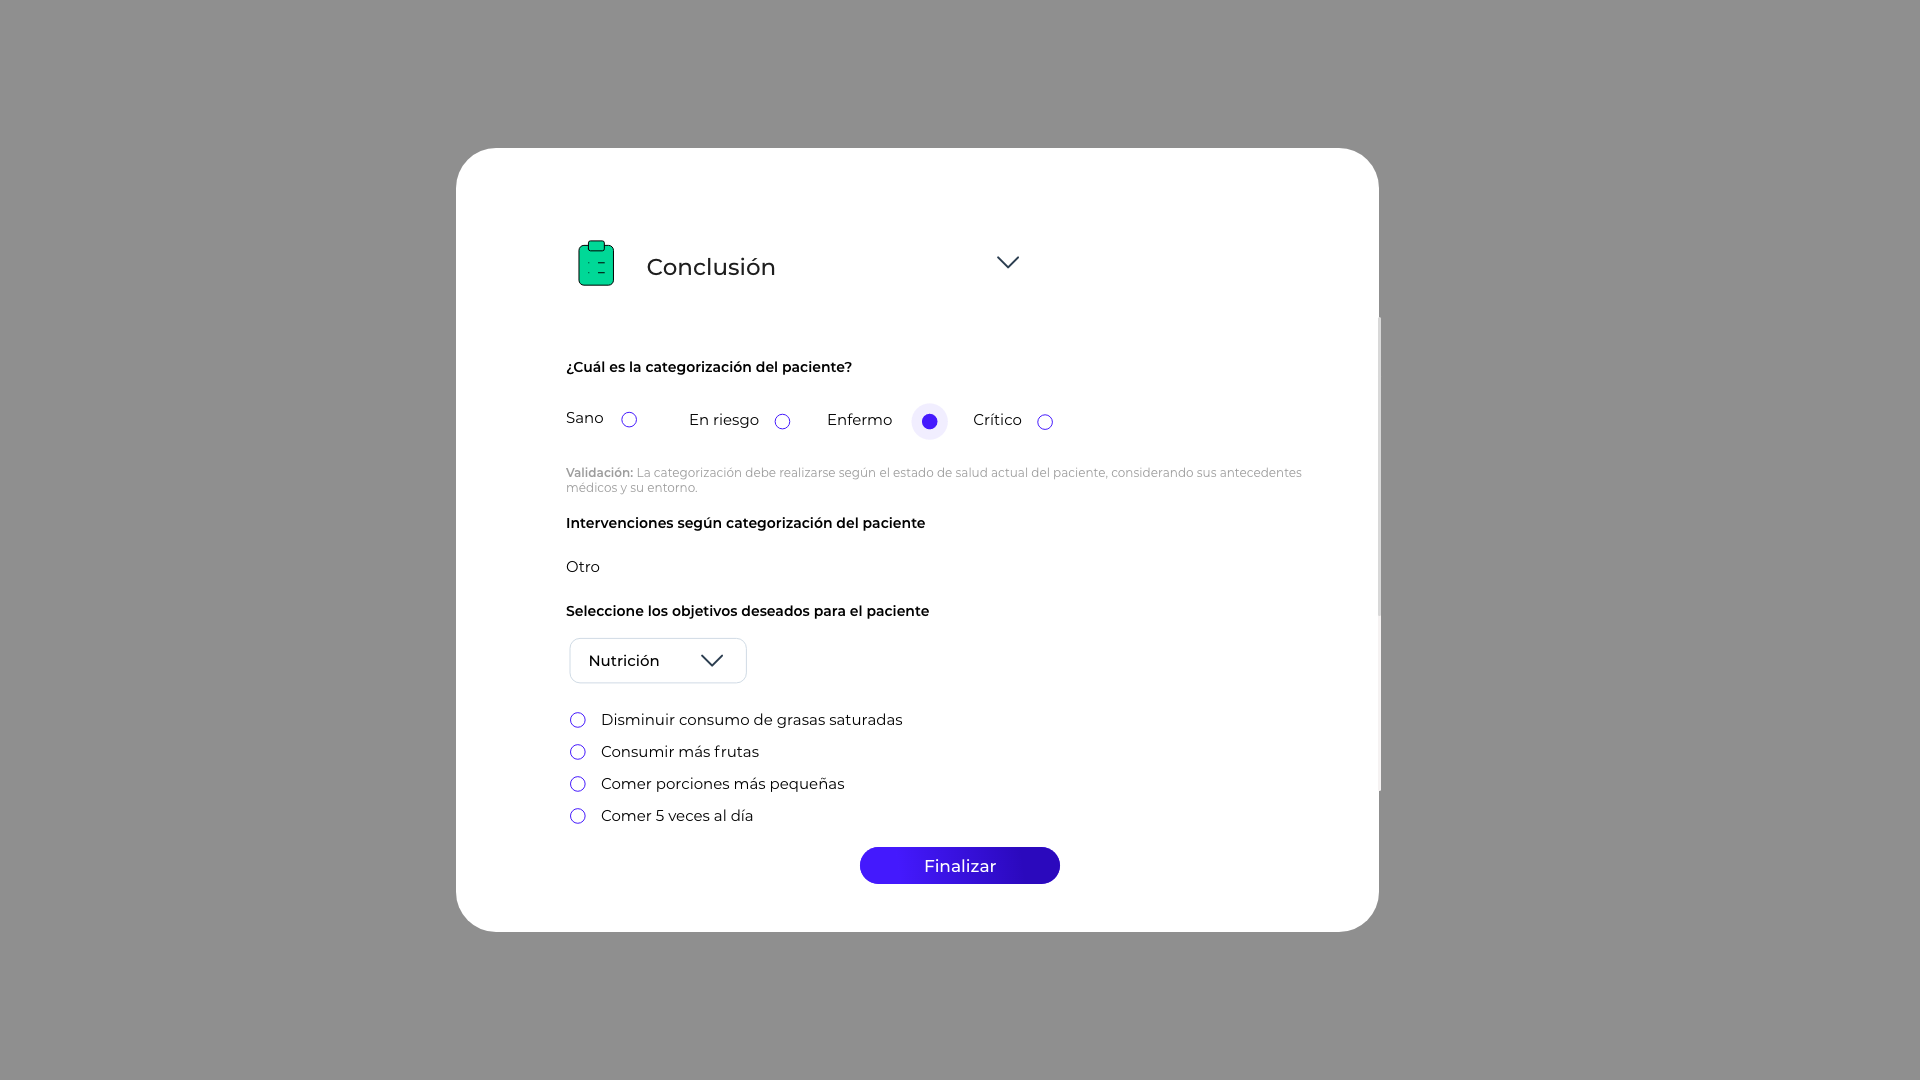 Conclusión
¿Cuál es la categorización del paciente?
Sano En riesgo Enfermo Crítico
Validación: La categorización debe realizarse según el estado de salud actual del paciente, considerando sus antecedentes
médicos y su entorno.
Intervenciones según categorización del paciente
Otro
Seleccione los objetivos deseados para el paciente
Nutrición
Disminuir consumo de grasas saturadas
Consumir más frutas
Comer porciones más pequeñas
Comer 5 veces al día
Finalizar